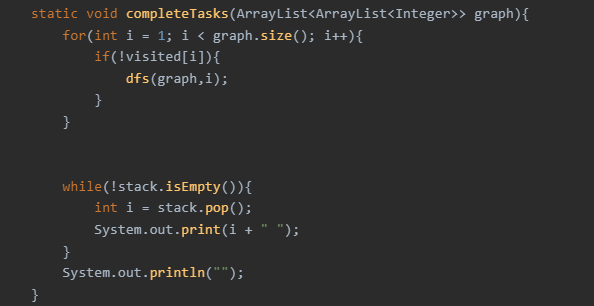 static void completeTasks(ArrayList<ArrayList<Integer>> graph){
    for(int i = 1; i < graph.size(); i++){
        if(!visited[i]){
            dfs(graph,i);
        }
    }

    while(!stack.isEmpty()){
        int i = stack.pop();
        System.out.print(i + " ");
    }
    System.out.println("");
}